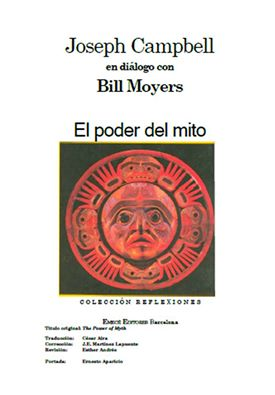 Joseph Campbell
en diálogo con
Bill Moyers
El poder del mito
COLECCIÓN REFLEXIONES
EMECÉ EDITORES Barcelona
Título original: The Power of Myth
Traducción: César Aira
Corrección: J.E. Martínez Lapuente
Revisión: Esther Andrés
Portada: Ernesto Aparicio